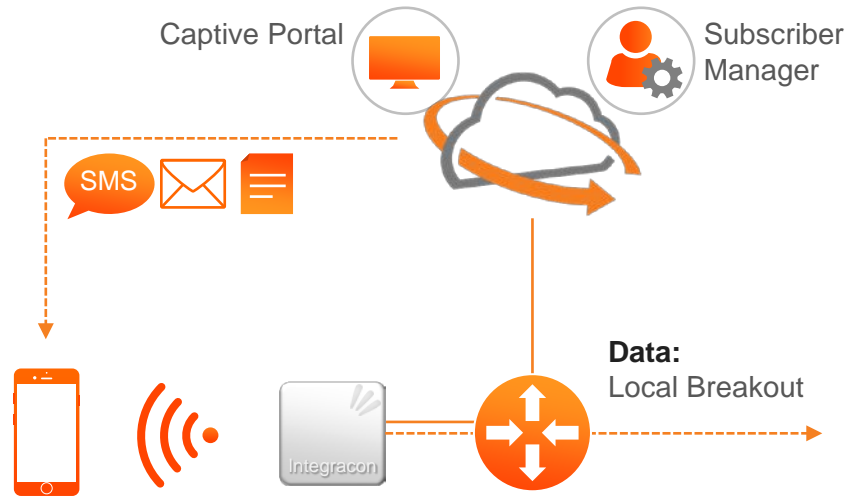 Captive Portal
Subscriber
Manager
SMS
Data:
Local Breakout
Integracon